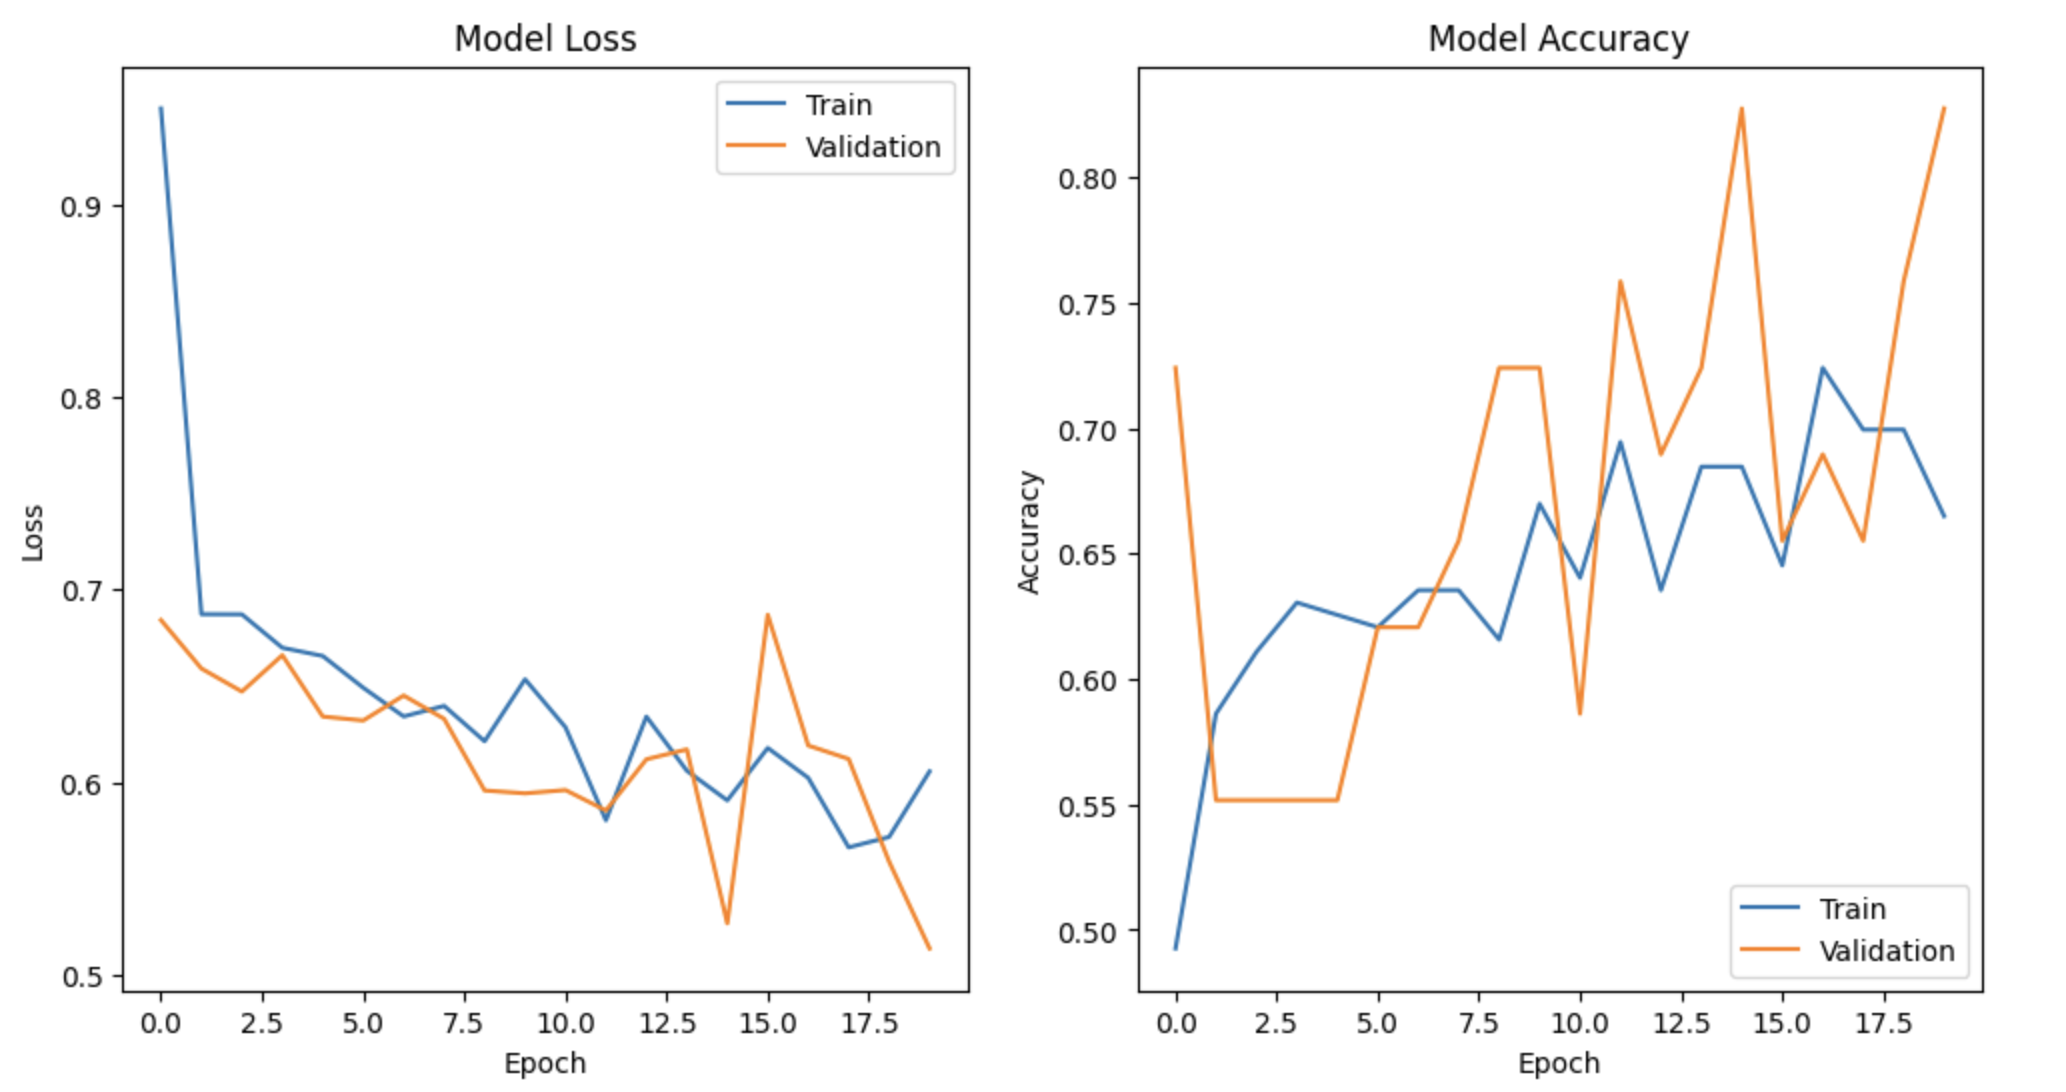 Model Loss
Train
Validation
0.9
0.8
0.7
0.6
0.5
Loss
0.0 2.5 5.0 7.5 10.0 12.5 15.0 17.5
Epoch
Model Accuracy
0.80
0.75
0.70
0.65
0.60
0.55
0.50
Accuracy
Train
Validation
0.0 2.5 5.0 7.5 10.0 12.5 15.0 17.5
Epoch